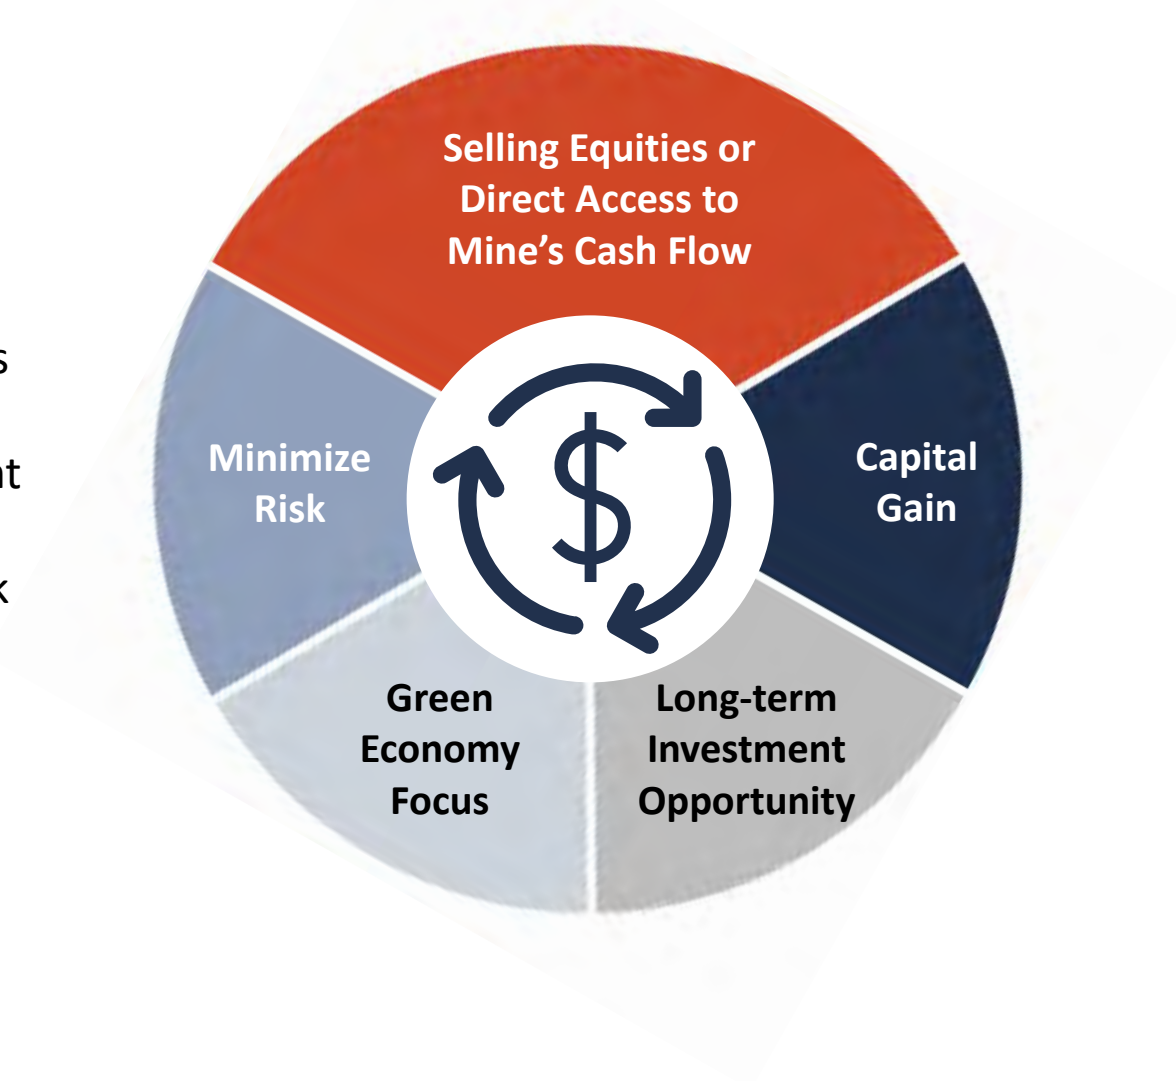 Selling Equities or
Direct Access to
Mine’s Cash Flow
Minimize
Risk
$
Capital
Gain
Green
Economy
Focus
Long-term
Investment
Opportunity